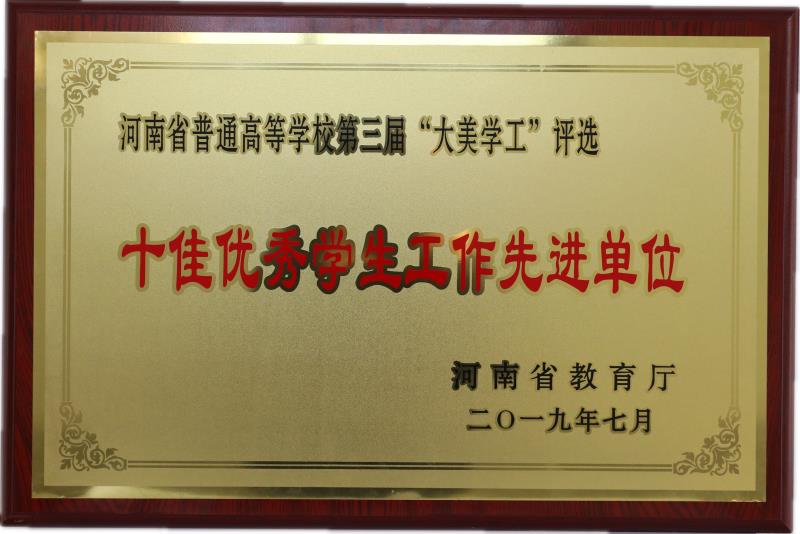 河南省普通高等学校第三届“大美学工”评选
十佳优秀学生工作先进单位
河南省教育厅
二〇一九年七月